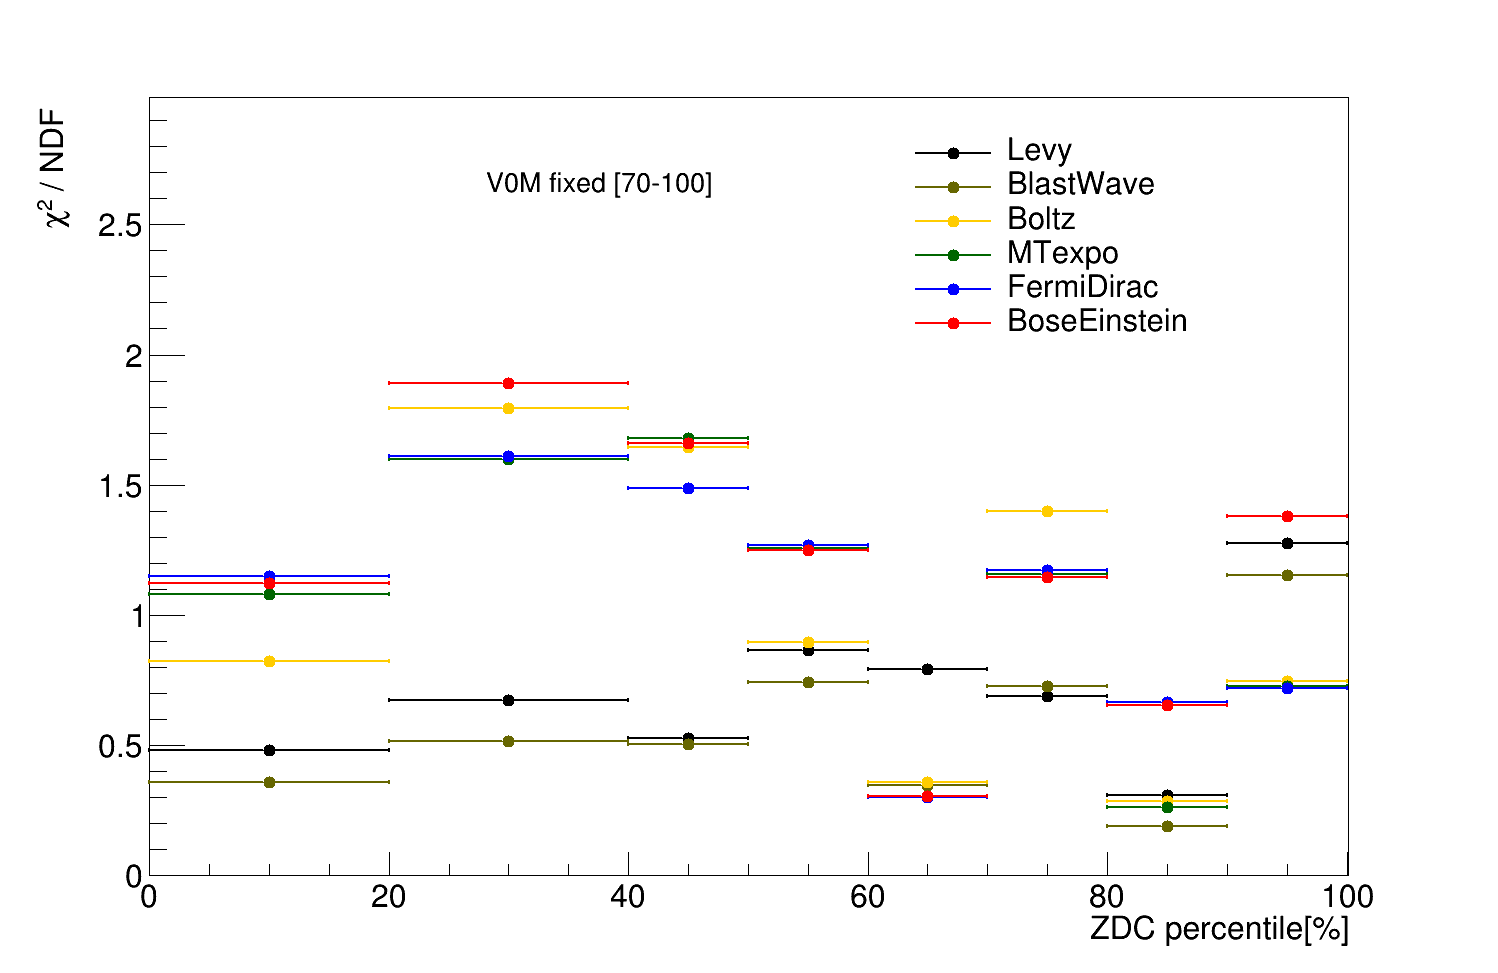 χ² / NDF
V0M fixed [70-100]
Levy
BlastWave
Boltz
MTexpo
FermiDirac
BoseEinstein
2.5
2
1.5
1
0.5
0
0 20 40 60 80 100
ZDC percentile[%]